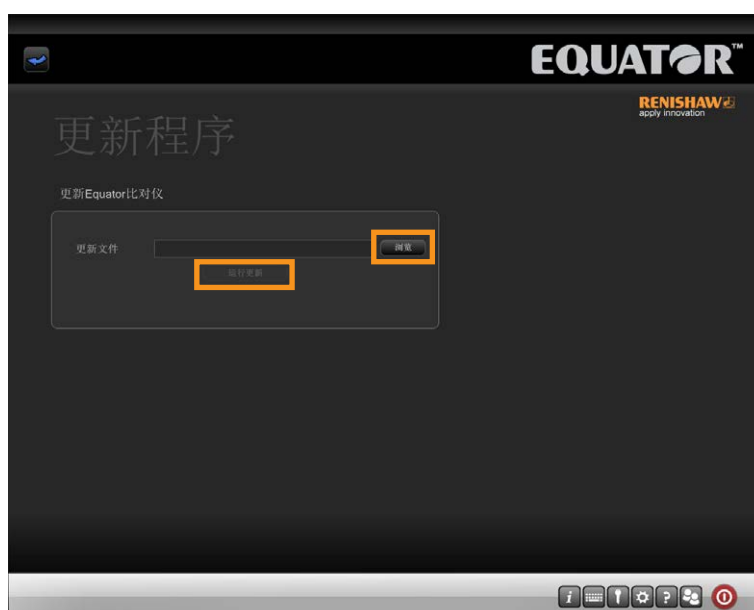 EQUATOR™
RENISHAW
apply innovation
更新程序
更新Equator比对仪
更新文件
浏览
运行更新